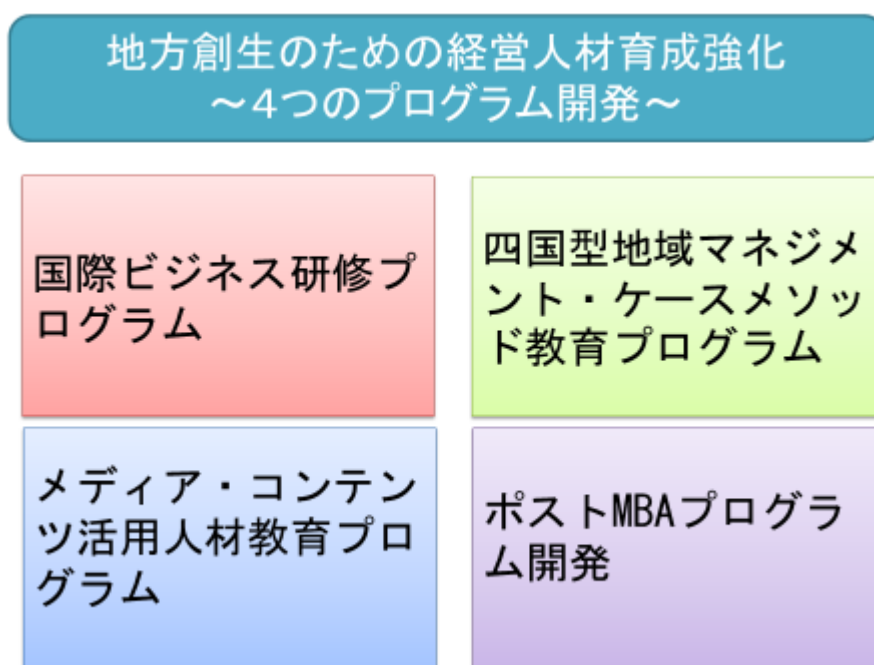 地方創生のための経営人材育成強化
～4つのプログラム開発～
国際ビジネス研修プ
ログラム
四国型地域マネジメ
ント・ケースメソッ
ド教育プログラム
メディア・コンテン
ツ活用人材教育プロ
グラム
ポストMBAプログラ
ム開発